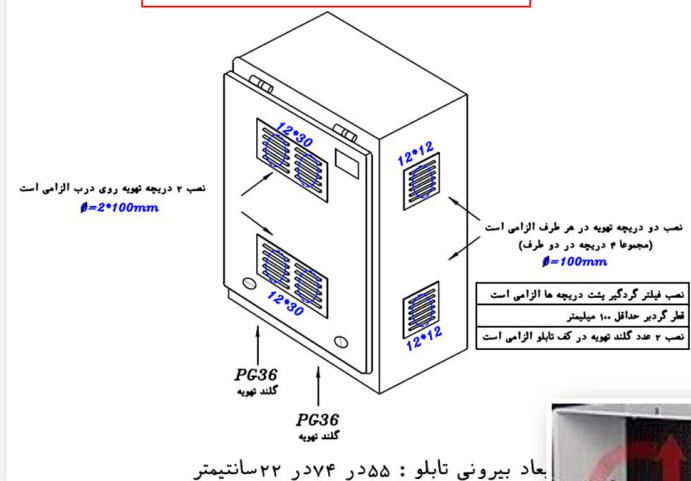 12*30
12*12
نصب ۲ دریچه تهویه روی درب الزامی است
ϕ=2*100mm
نصب دو دریچه تهویه در هر طرف الزامی است
(مجموعا ۴ دریچه در دو طرف)
ϕ=100mm
12*30
12*12
نصب فیلتر گردگیر پشت دریچه ها الزامی است
قطر گردبر حداقل ۱۰۰ میلیمتر
نصب ۲ عدد گلند تهویه در کف تابلو الزامی است
PG36
گلند تهویه
PG36
گلند تهویه
بعاد بیرونی تابلو : ۵۵در ۷۴در ۲۲سانتیمتر